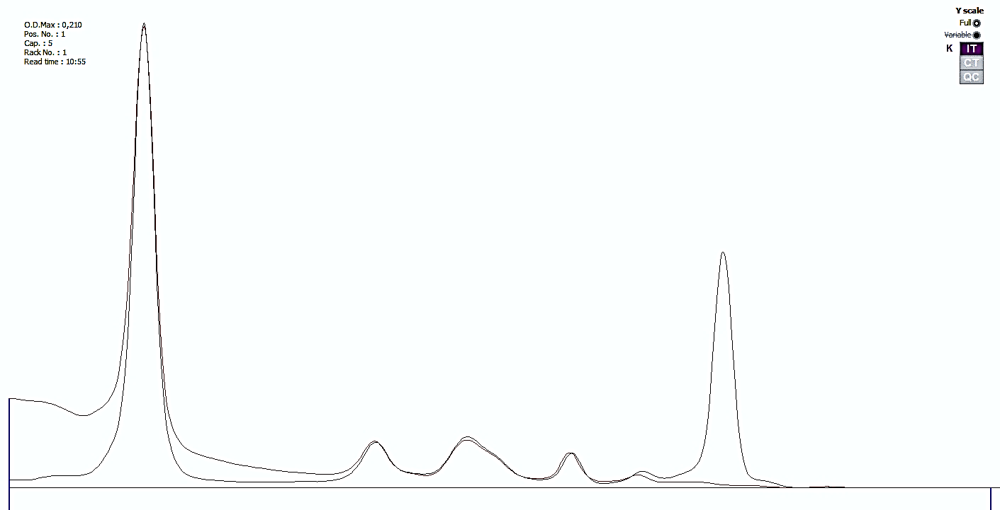 O.D.Max : 0,210
Pos. No. : 1
Cap. : 5
Rack No. : 1
Read time : 10:55
Y scale
Full
Variable
K IT
CT
QC